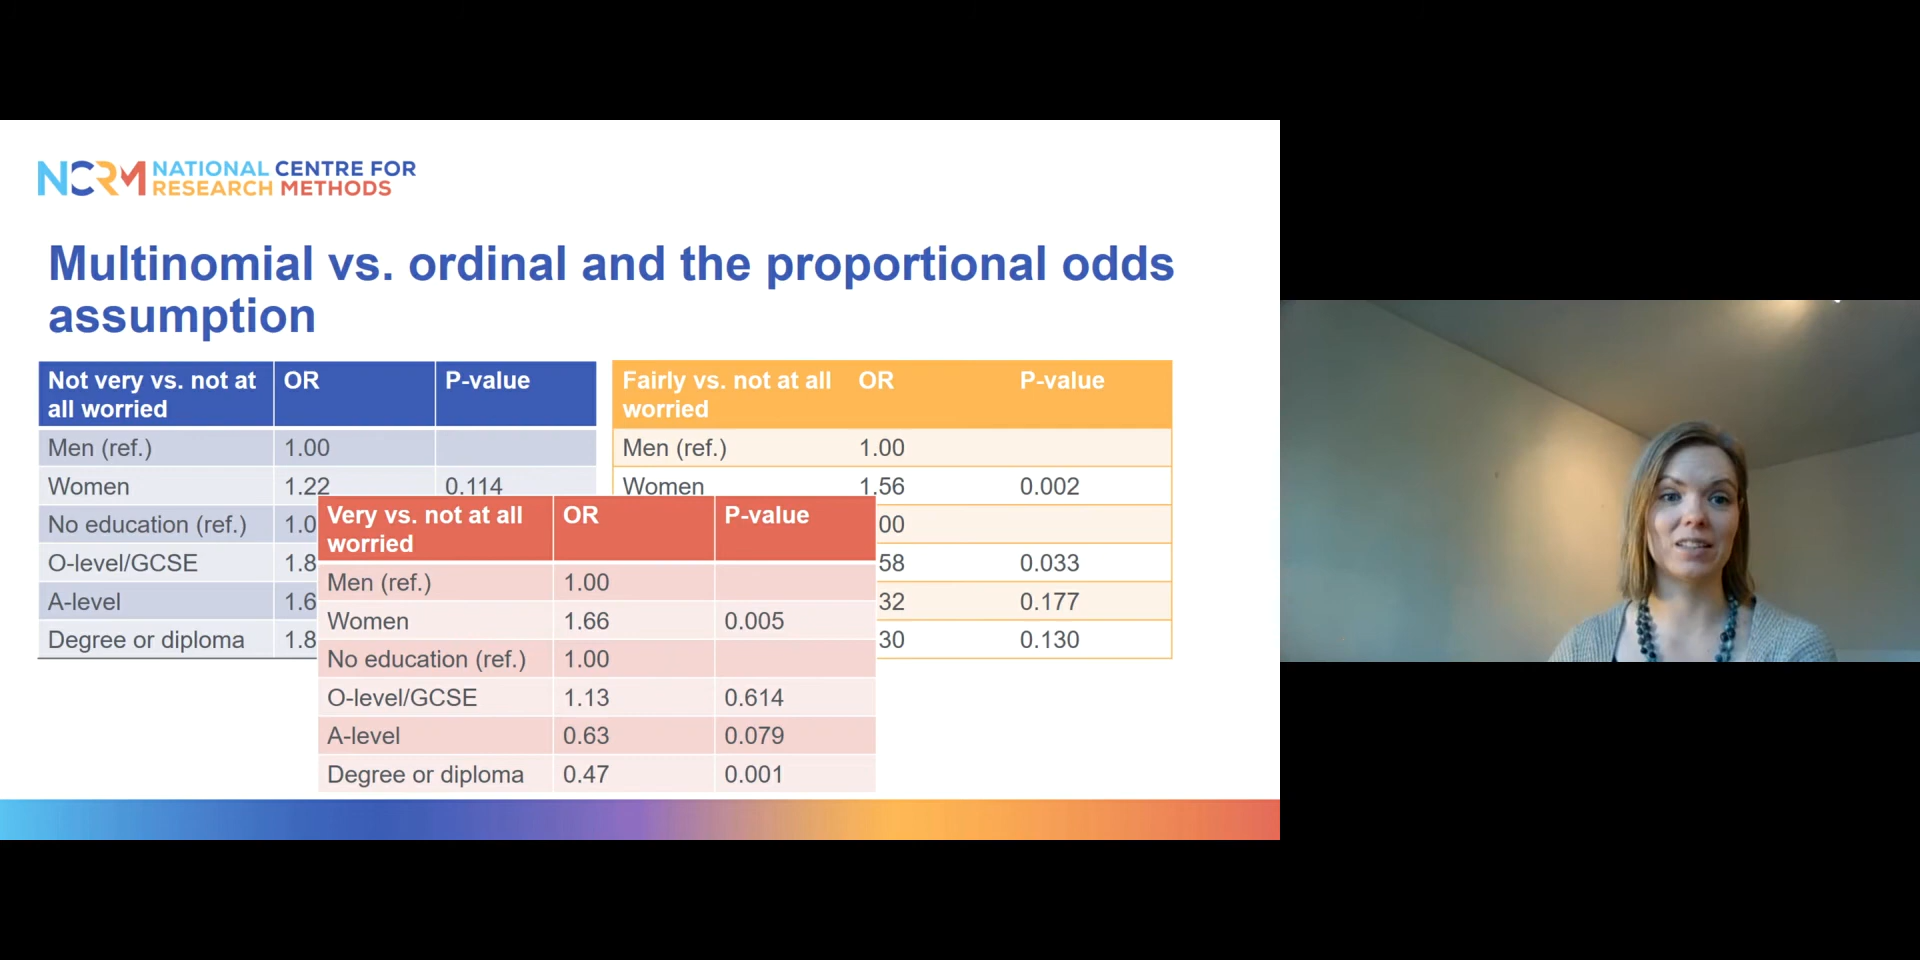 NCRM NATIONAL CENTRE FOR
RESEARCH METHODS
Multinomial vs. ordinal and the proportional odds
assumption
Not very vs. not at all worried OR P-value
Men (ref.) 1.00
Women 1.22 0.114
No education (ref.) 1.0
O-level/GCSE 1.8
A-level 1.6
Degree or diploma 1.8
Fairly vs. not at all worried OR P-value
Men (ref.) 1.00
Women 1.56 0.002
00
58 0.033
32 0.177
30 0.130
Very vs. not at all worried OR P-value
Men (ref.) 1.00
Women 1.66 0.005
No education (ref.) 1.00
O-level/GCSE 1.13 0.614
A-level 0.63 0.079
Degree or diploma 0.47 0.001